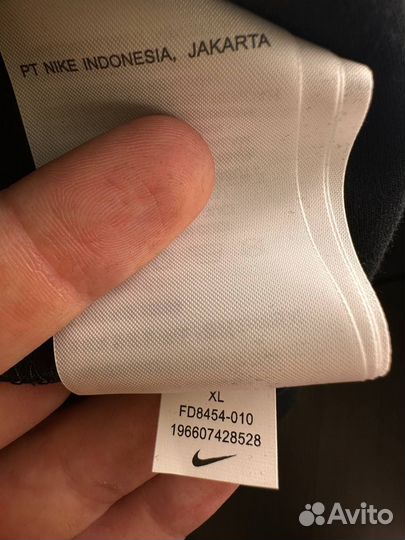 PT NIKE INDONESIA, JAKARTA
XL
FD8454-010
196607428528
Avito